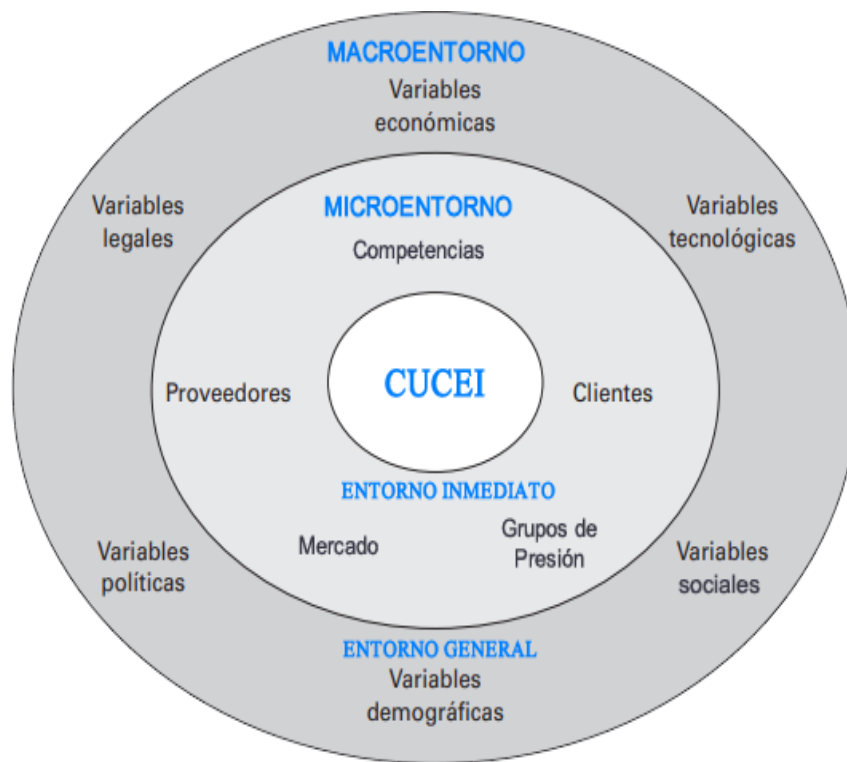 MACROENTORNO
Variables
económicas
Variables
legales
MICROENTORNO
Competencias
Variables
tecnológicas
Proveedores
CUCEI
Clientes
ENTORNO INMEDIATO
Mercado
Grupos de
Presión
Variables
políticas
Variables
sociales
ENTORNO GENERAL
Variables
demográficas